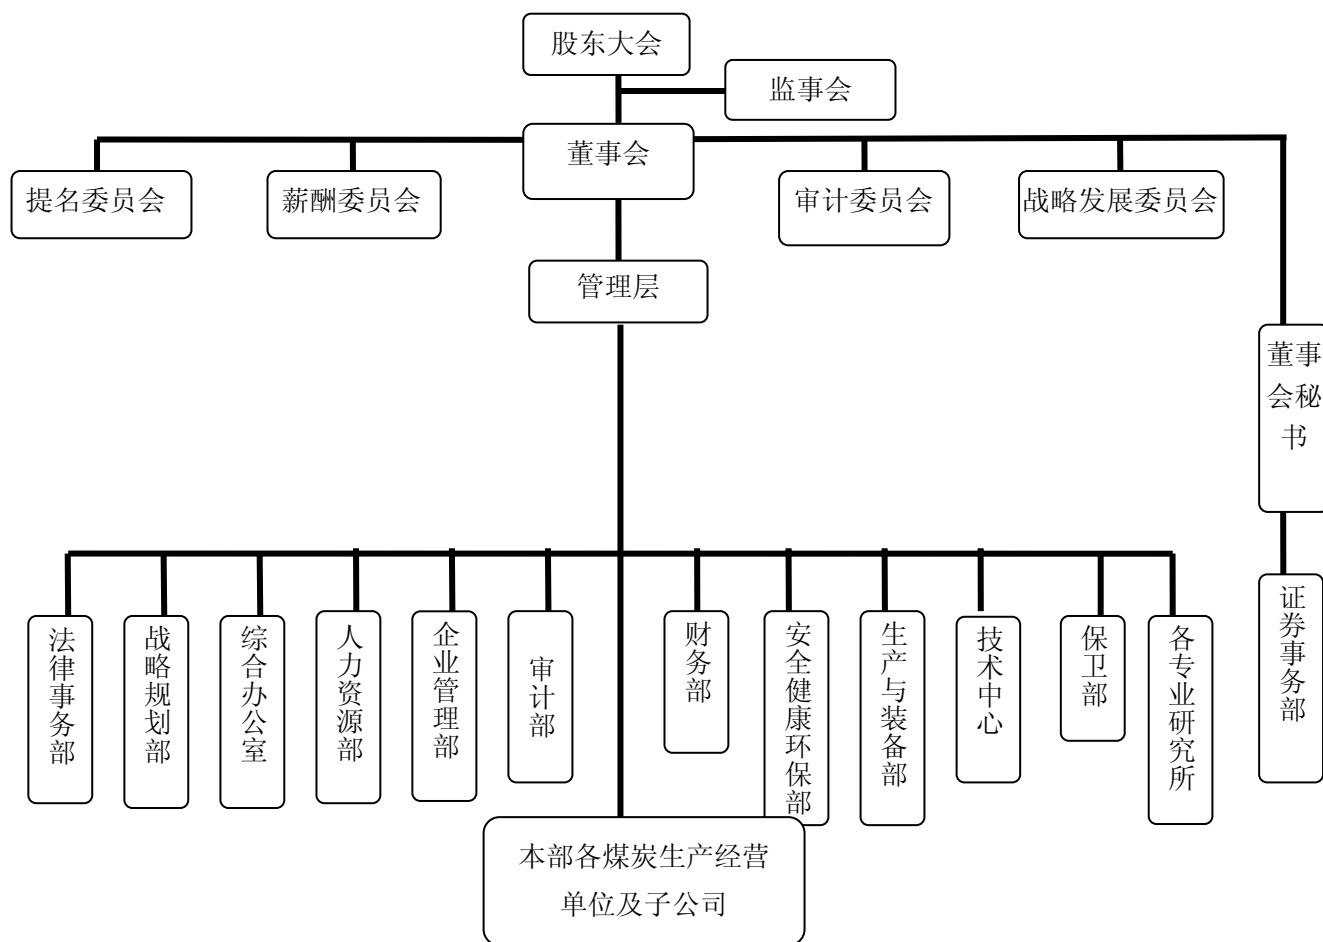 股东大会
监事会
董事会
提名委员会
薪酬委员会
审计委员会
战略发展委员会
管理层
董事
会秘
书
法律事务部
战略规划部
综合办公室
人力资源部
企业管理部
审计部
财务部
安全健康环保部
生产与装备部
技术中心
保卫部
各专业研究所
证券事务部
本部各煤炭生产经营
单位及子公司